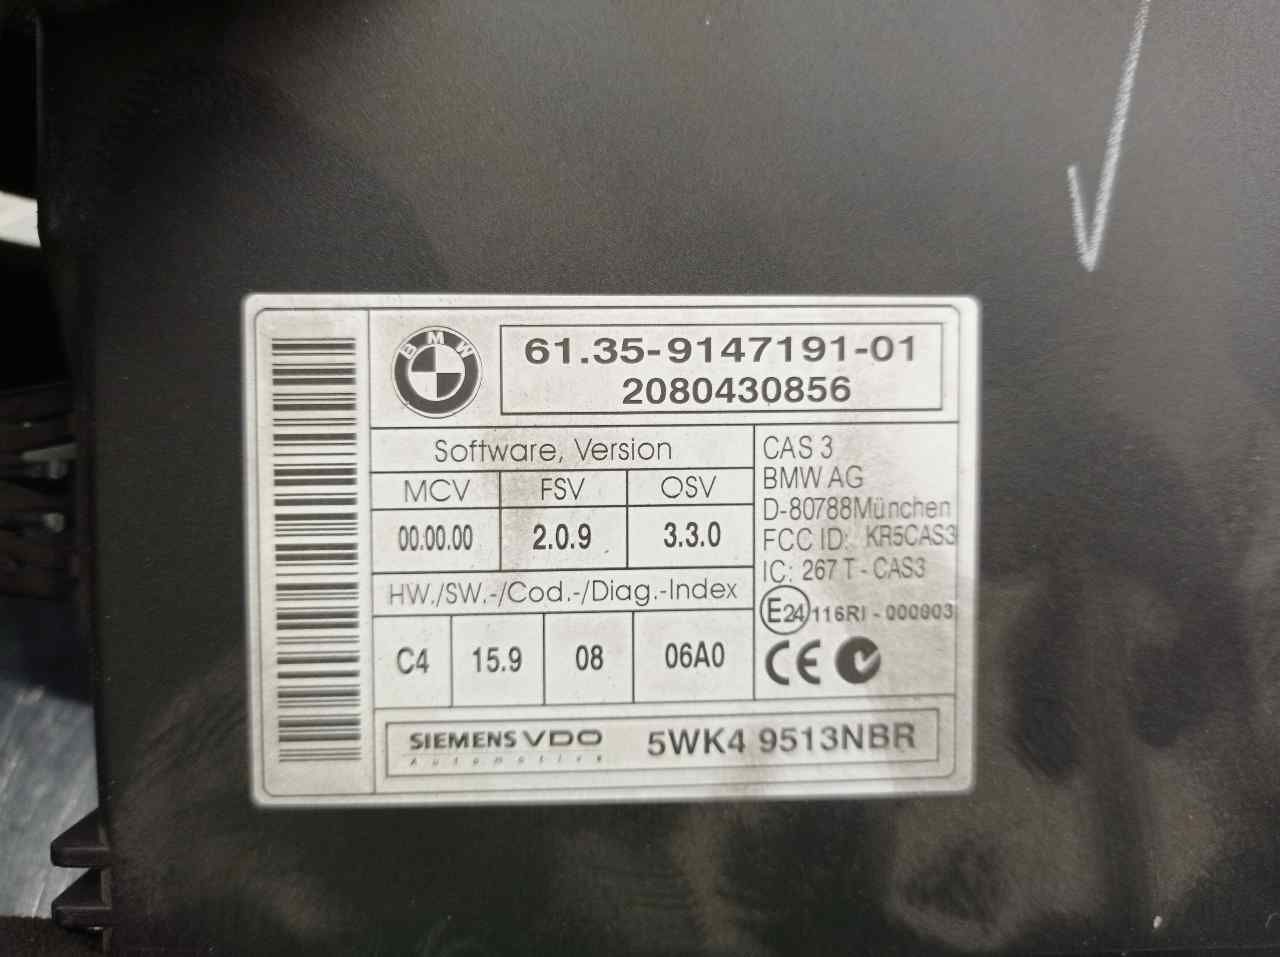 BMW
61.35-9147191-01
2080430856
Software, Version
MCV FSV OSV
00.00.00 2.0.9 3.3.0
HW./SW.-/Cod.-/Diag.-Index
C4 15.9 08 06A0
CAS 3
BMW AG
D-80788München
FCC ID: KR5CAS3
IC: 267 T - CAS3
E24 116RI - 000903
CE
SIEMENS VDO
Automotive
5WK4 9513NBR